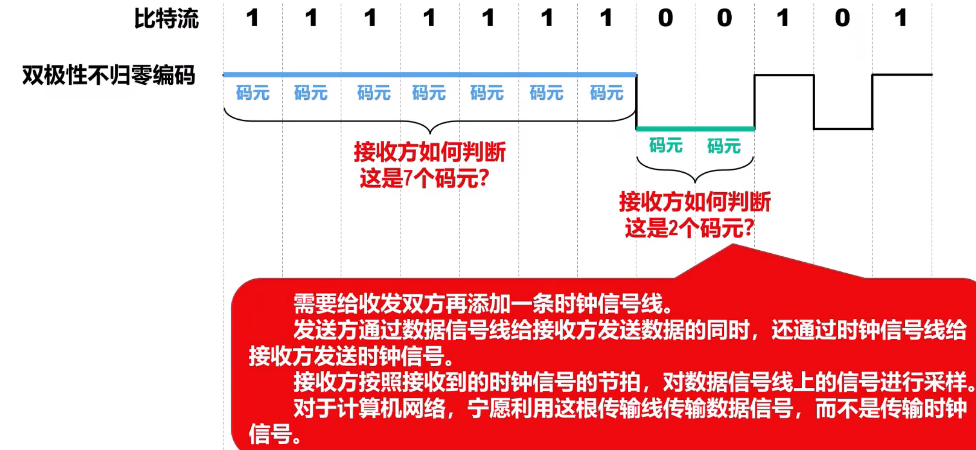 比特流 1 1 1 1 1 1 1 0 0 1 0 1
双极性不归零编码
码元 码元 码元 码元 码元 码元 码元
码元 码元
接收方如何判断
这是7个码元？
接收方如何判断
这是2个码元？
需要给收发双方再添加一条时钟信号线。
发送方通过数据信号线给接收方发送数据的同时，还通过时钟信号线给
接收方发送时钟信号。
接收方按照接收到的时钟信号的节拍，对数据信号线上的信号进行采样。
对于计算机网络，宁愿利用这根传输线传输数据信号，而不是传输时钟
信号。